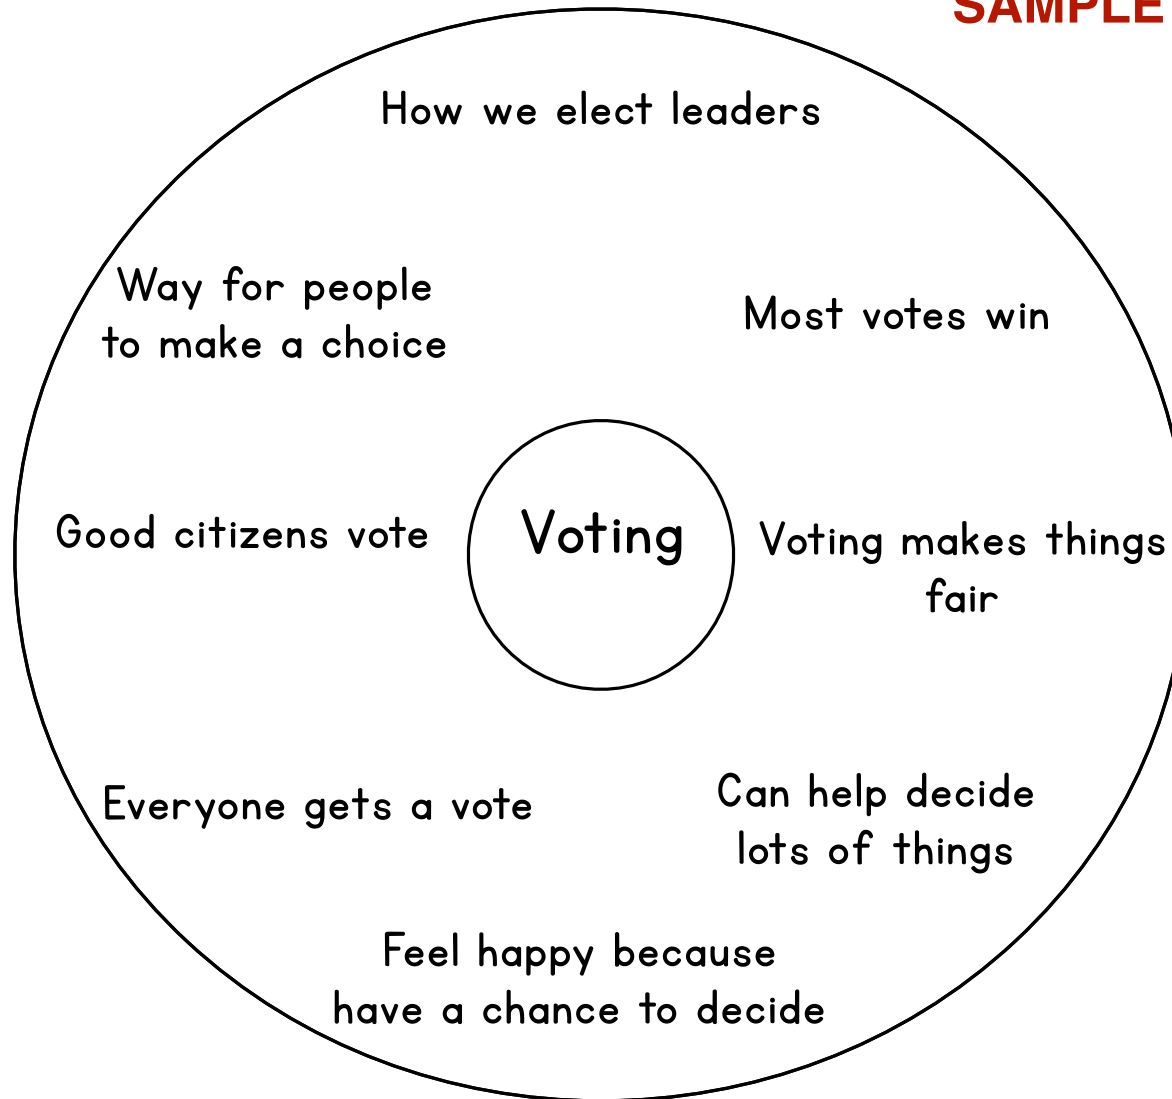 SAMPLE
How we elect leaders
Way for people
to make a choice
Most votes win
Good citizens vote
Voting
Voting makes things
fair
Everyone gets a vote
Can help decide
lots of things
Feel happy because
have a chance to decide